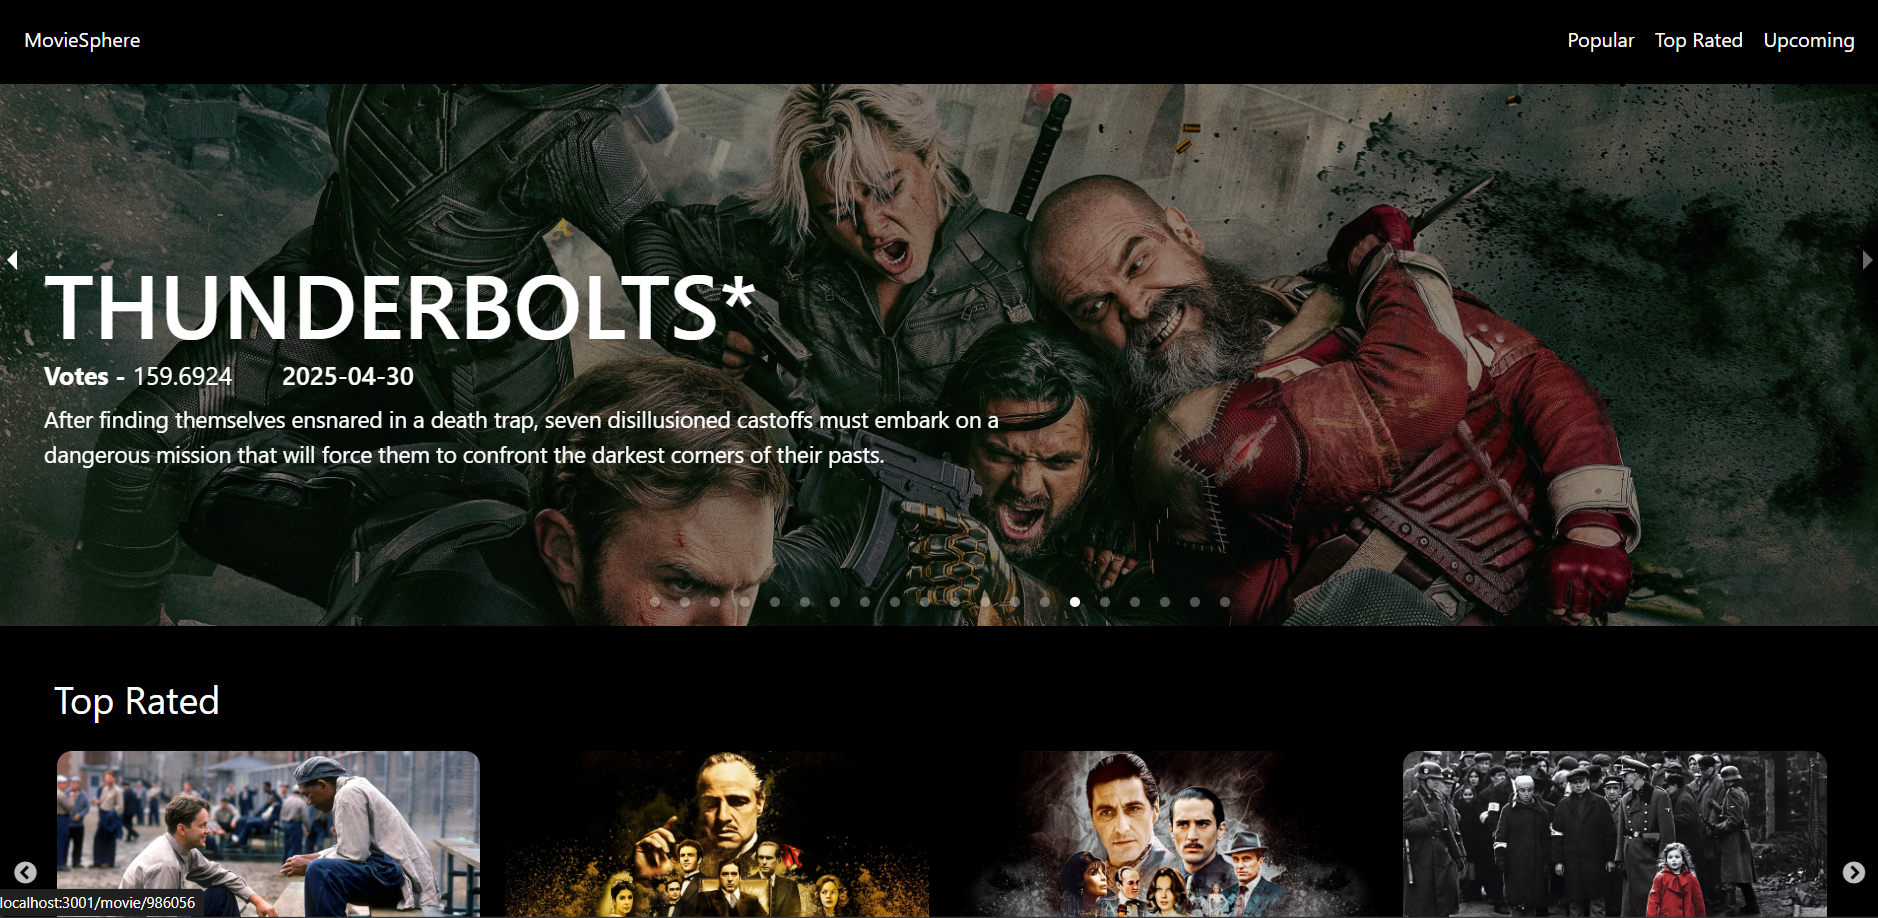 MovieSphere
Popular Top Rated Upcoming
THUNDERBOLTS*
Votes - 159.6924 2025-04-30
After finding themselves ensnared in a death trap, seven disillusioned castoffs must embark on a
dangerous mission that will force them to confront the darkest corners of their pasts.
Top Rated
localhost:3001/movie/986056